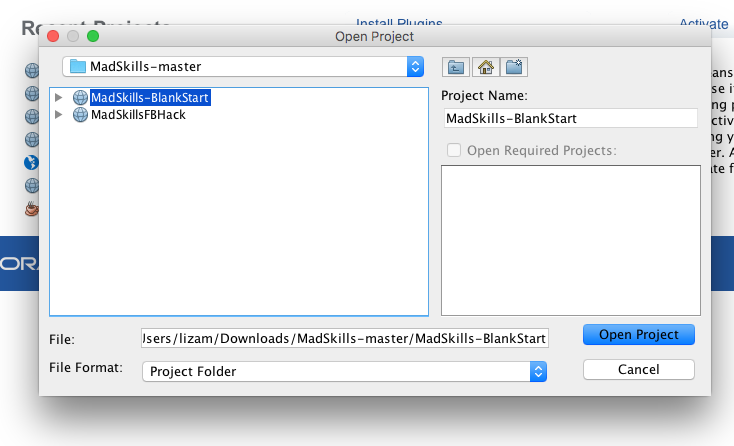 Recent Projects
Install Plugins
Activate
Open Project
MadSkills-master
MadSkills-BlankStart
MadSkillsFBHack
Project Name:
MadSkills-BlankStart
Open Required Projects:
File:
Users/lizam/Downloads/MadSkills-master/MadSkills-BlankStart
Open Project
File Format:
Project Folder
Cancel